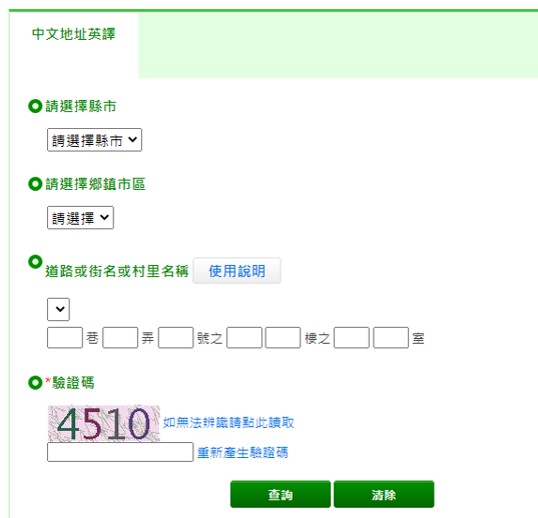 中文地址英譯
請選擇縣市
請選擇縣市
請選擇鄉鎮市區
請選擇
道路或街名或村里名稱 使用說明
巷 弄 號之 樓之 室
*驗證碼
4510 如無法辨識請點此讀取
重新產生驗證碼
查詢 清除